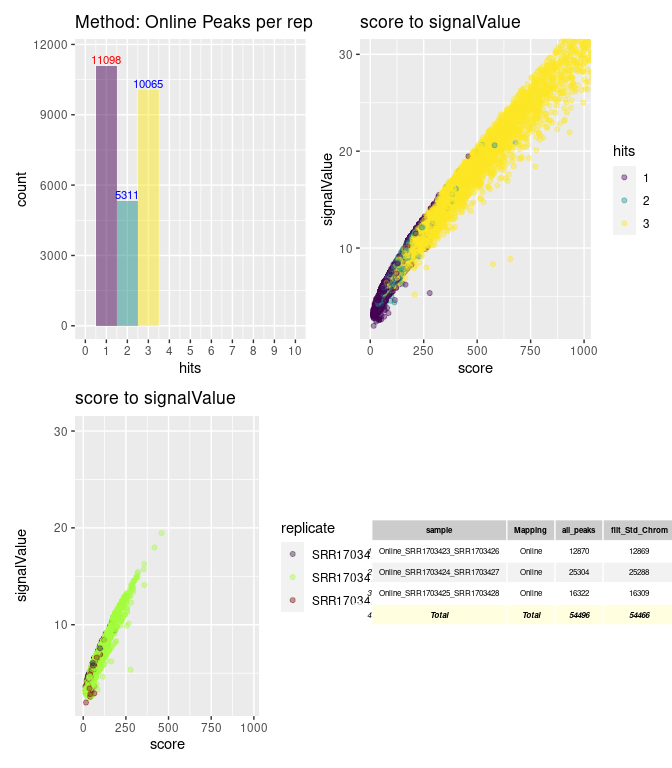 Method: Online Peaks per rep
12000
9000
6000
3000
0
count
11098
5311
10065
0 1 2 3 4 5 6 7 8 9 10
hits
score to signalValue
30
20
10
signalValue
0 250 500 750 1000
score
hits
1
2
3
score to signalValue
30
20
10
signalValue
0 250 500 750 1000
score
replicate
SRR17034
SRR17034
SRR17034
sample Mapping all_peaks filt_Std_Chrom
Online_SRR1703423_SRR1703426 Online 12870 12869
2 Online_SRR1703424_SRR1703427 Online 25304 25288
3 Online_SRR1703425_SRR1703428 Online 16322 16309
4 Total Total 54496 54466